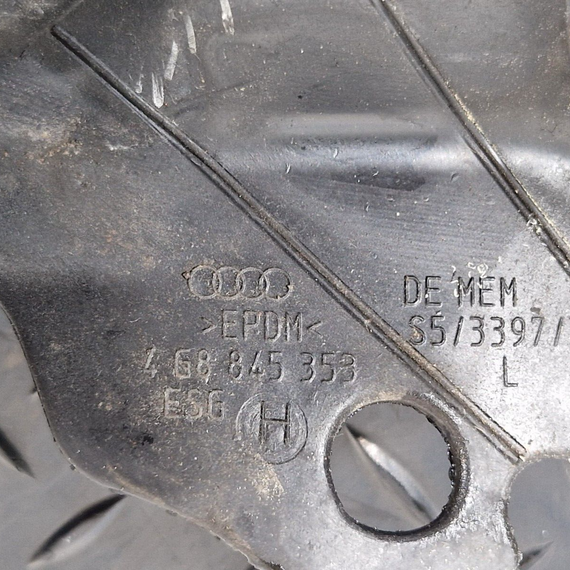 >EPDM<
4G8 845 353
ESG
H
DE MEM
S5/3397/
L